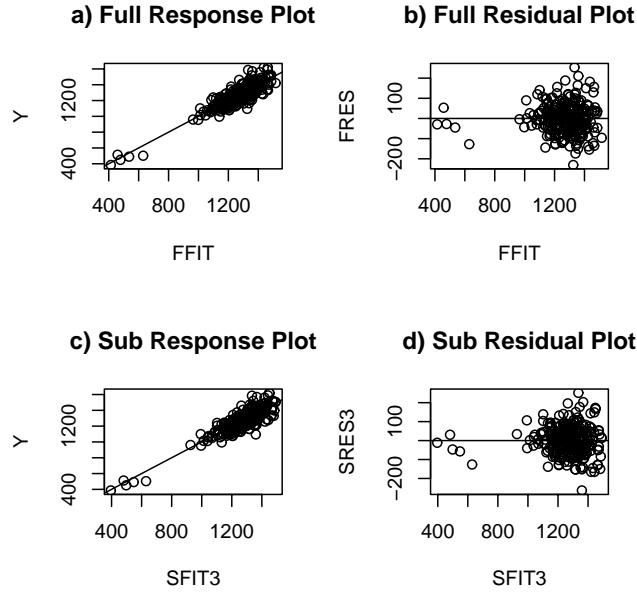 a) Full Response Plot
Y
400 1200
400 800 1200
FFIT
b) Full Residual Plot
FRES
-200 100
400 800 1200
FFIT
c) Sub Response Plot
Y
400 1200
400 800 1200
SFIT3
d) Sub Residual Plot
SRES3
-200 100
400 800 1200
SFIT3